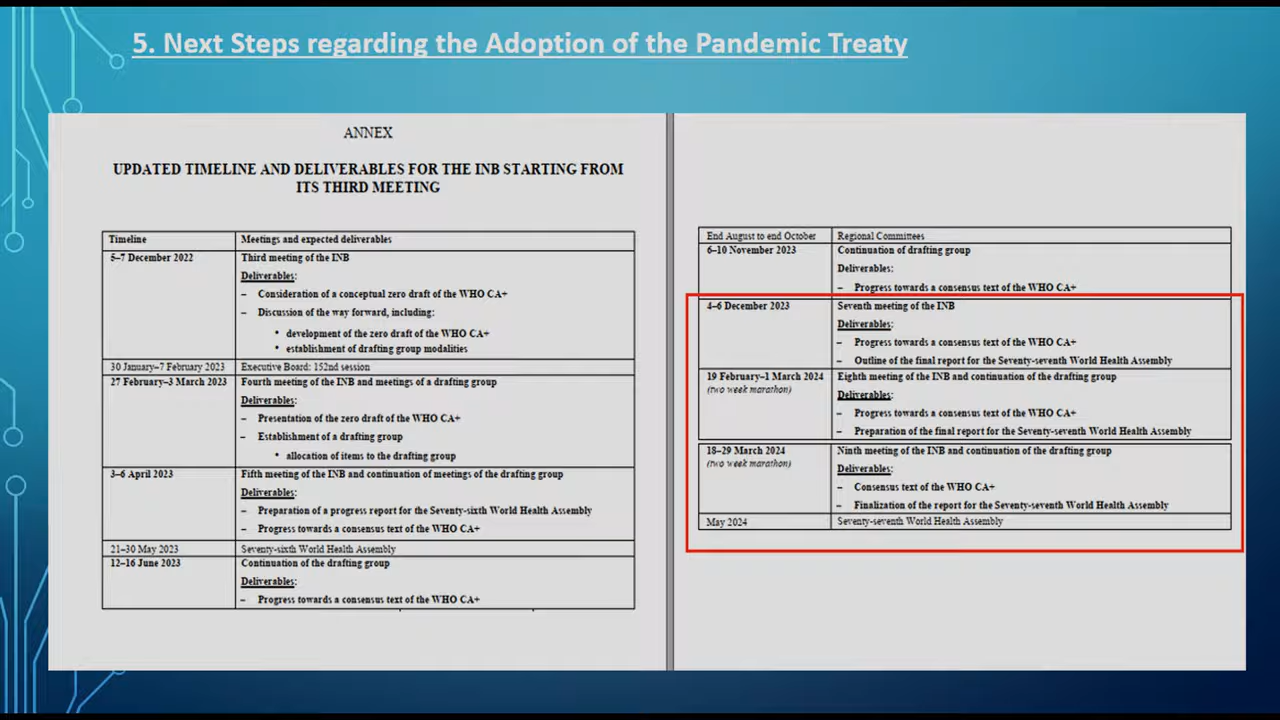 5. Next Steps regarding the Adoption of the Pandemic Treaty
ANNEX
UPDATED TIMELINE AND DELIVERABLES FOR THE INB STARTING FROM
ITS THIRD MEETING
Timeline
Meetings and expected deliverables
5–7 December 2022
Third meeting of the INB
Deliverables:
– Consideration of a conceptual zero draft of the WHO CA+
– Discussion of the way forward, including:
• development of the zero draft of the WHO CA+
• establishment of drafting group modalities
30 January–7 February 2023
Executive Board: 152nd session
27 February–3 March 2023
Fourth meeting of the INB and meetings of a drafting group
Deliverables:
– Presentation of the zero draft of the WHO CA+
– Establishment of a drafting group
• allocation of items to the drafting group
3–6 April 2023
Fifth meeting of the INB and continuation of meetings of the drafting group
Deliverables:
– Preparation of a progress report for the Seventy-sixth World Health Assembly
– Progress towards a consensus text of the WHO CA+
21–30 May 2023
Seventy-sixth World Health Assembly
12–16 June 2023
Continuation of the drafting group
Deliverables:
– Progress towards a consensus text of the WHO CA+
End August to end October
Regional Committees
6–10 November 2023
Continuation of drafting group
Deliverables:
– Progress towards a consensus text of the WHO CA+
4–6 December 2023
Seventh meeting of the INB
Deliverables:
– Progress towards a consensus text of the WHO CA+
– Outline of the final report for the Seventy-seventh World Health Assembly
19 February–1 March 2024
(two week marathon)
Eighth meeting of the INB and continuation of the drafting group
Deliverables:
– Progress towards a consensus text of the WHO CA+
– Preparation of the final report for the Seventy-seventh World Health Assembly
18–29 March 2024
(two week marathon)
Ninth meeting of the INB and continuation of the drafting group
Deliverables:
– Consensus text of the WHO CA+
– Finalization of the report for the Seventy-seventh World Health Assembly
May 2024
Seventy-seventh World Health Assembly